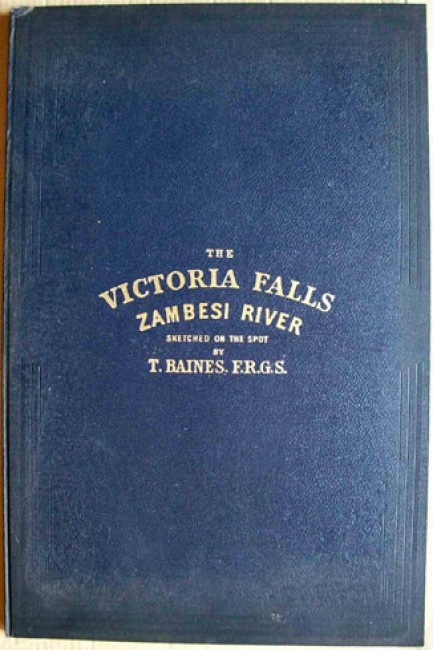 THE
VICTORIA FALLS
ZAMBESI RIVER
SKETCHED ON THE SPOT
BY
T. BAINES, F.R.G.S.